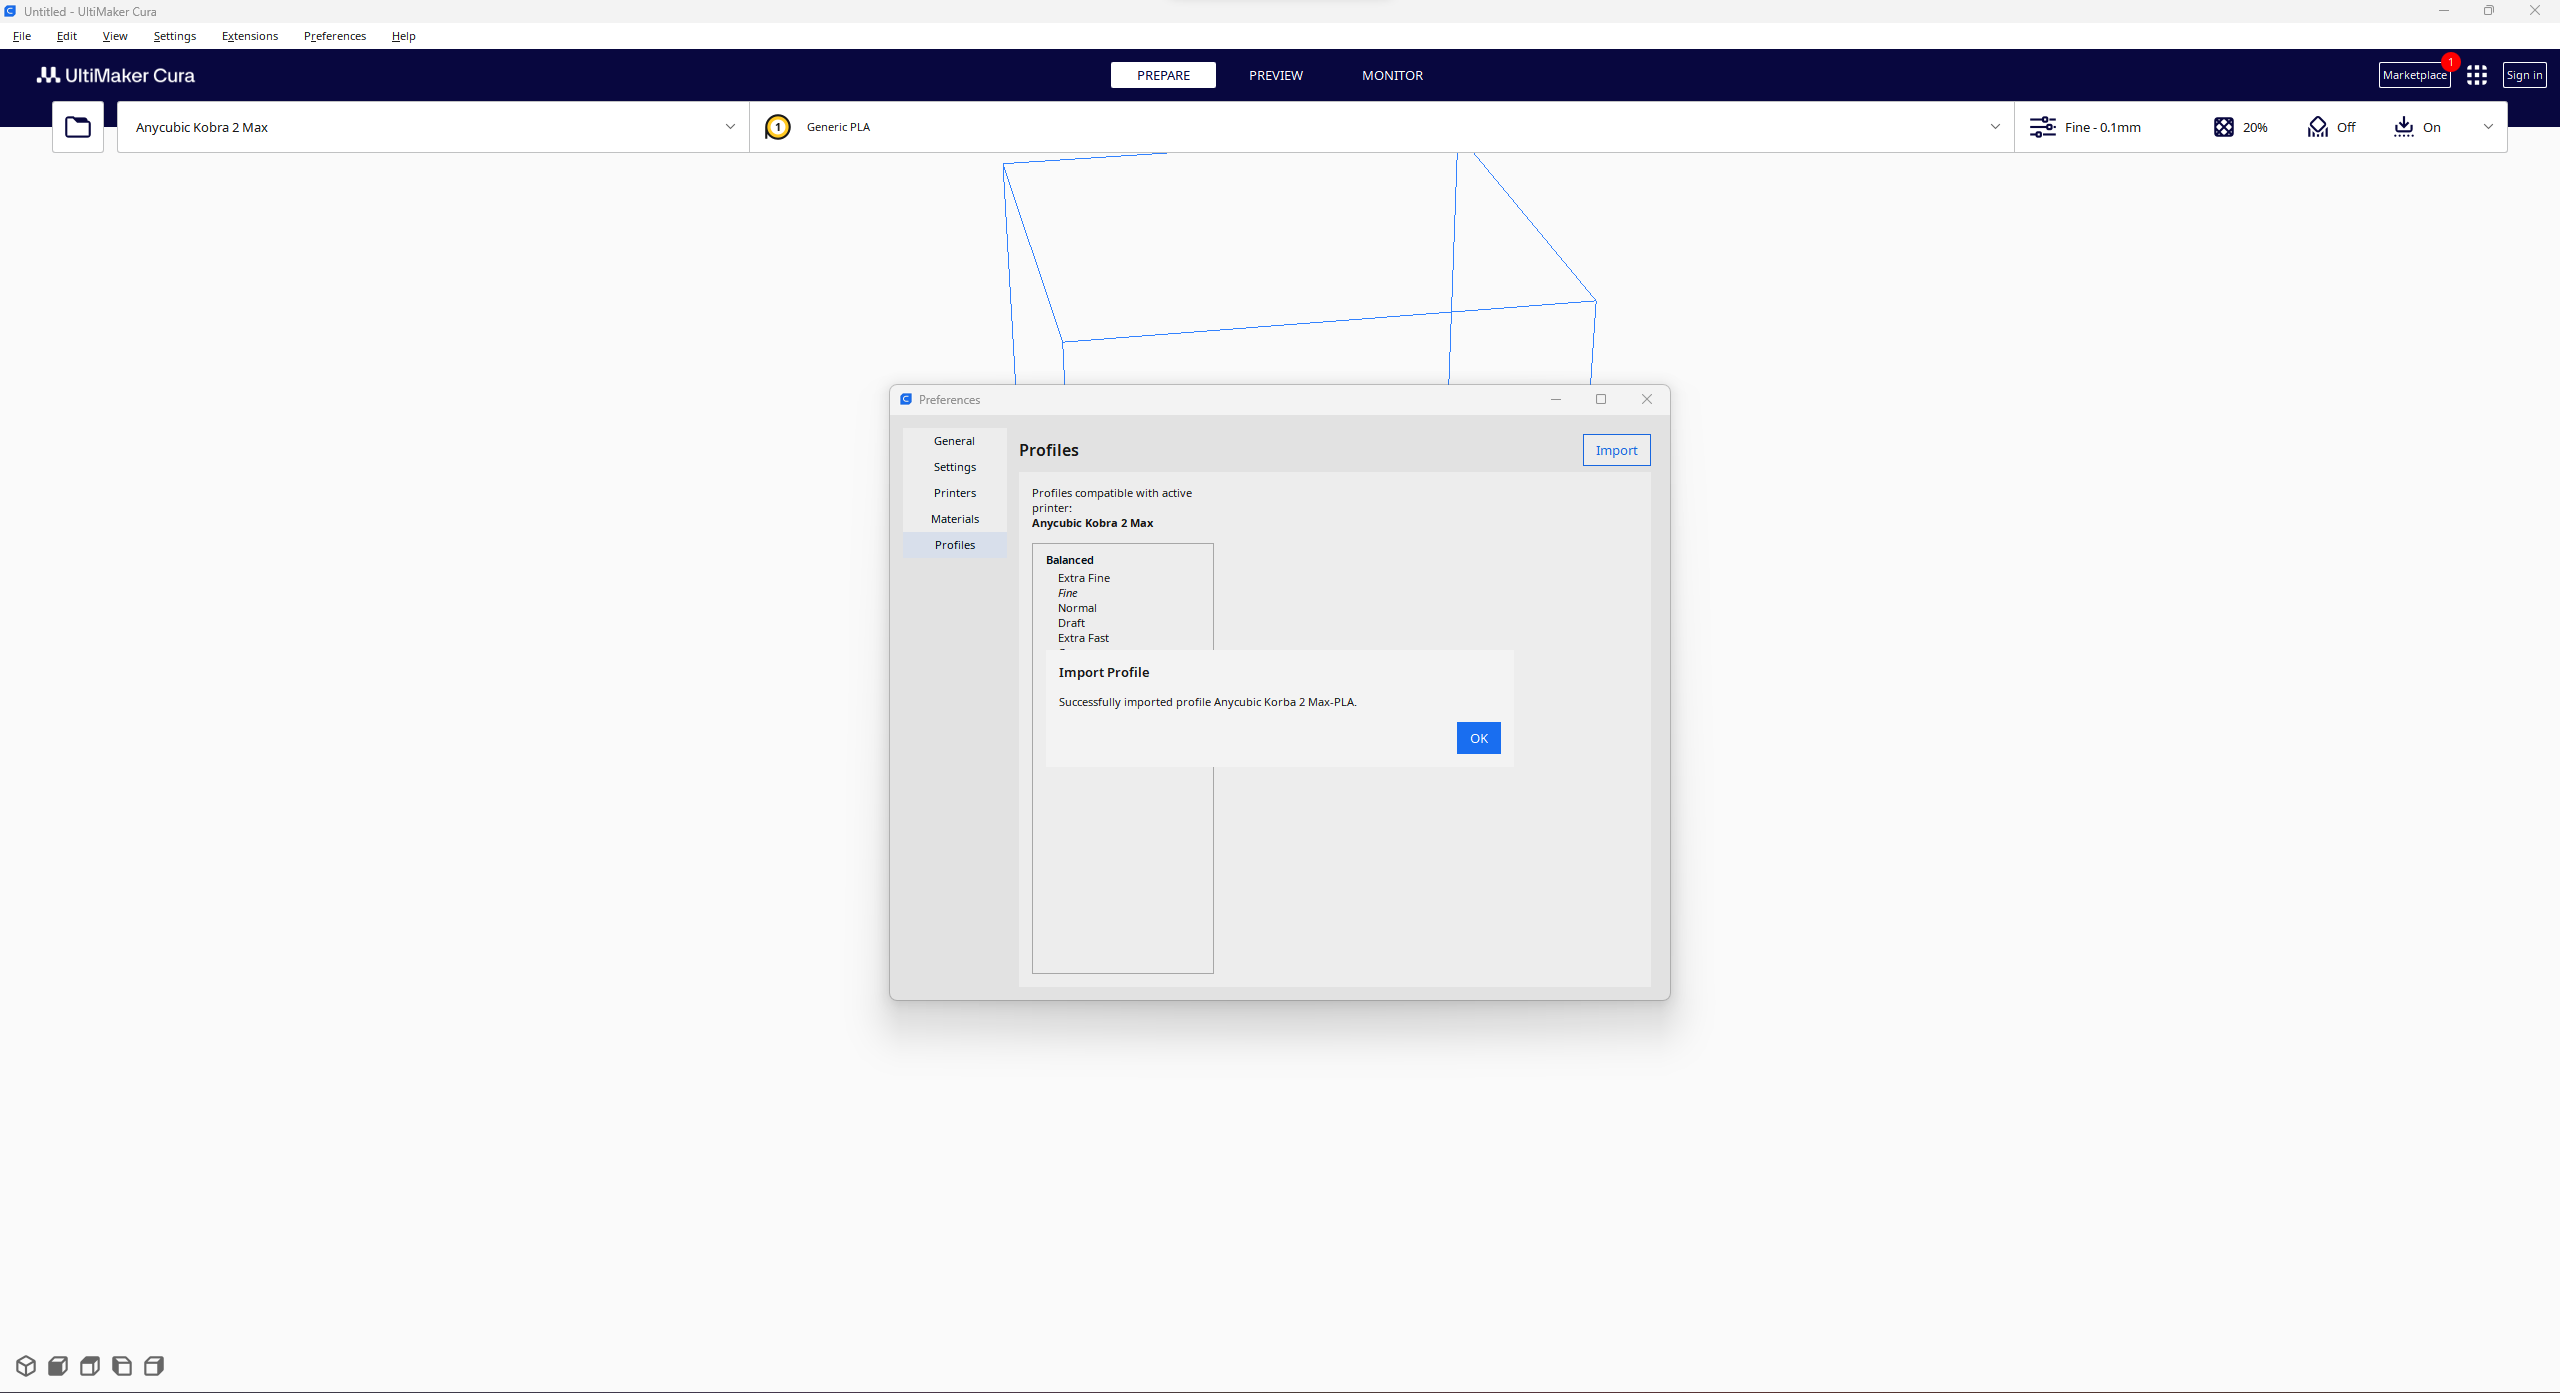 Untitled - UltiMaker Cura
File Edit View Settings Extensions Preferences Help
UltiMaker Cura
PREPARE PREVIEW MONITOR
Marketplace 1 Sign in
Anycubic Kobra 2 Max
1 Generic PLA
Fine - 0.1mm 20% Off On
Preferences
General
Settings
Printers
Materials
Profiles
Profiles
Import
Profiles compatible with active
printer:
Anycubic Kobra 2 Max
Balanced
Extra Fine
Fine
Normal
Draft
Extra Fast
Import Profile
Successfully imported profile Anycubic Korba 2 Max-PLA.
OK